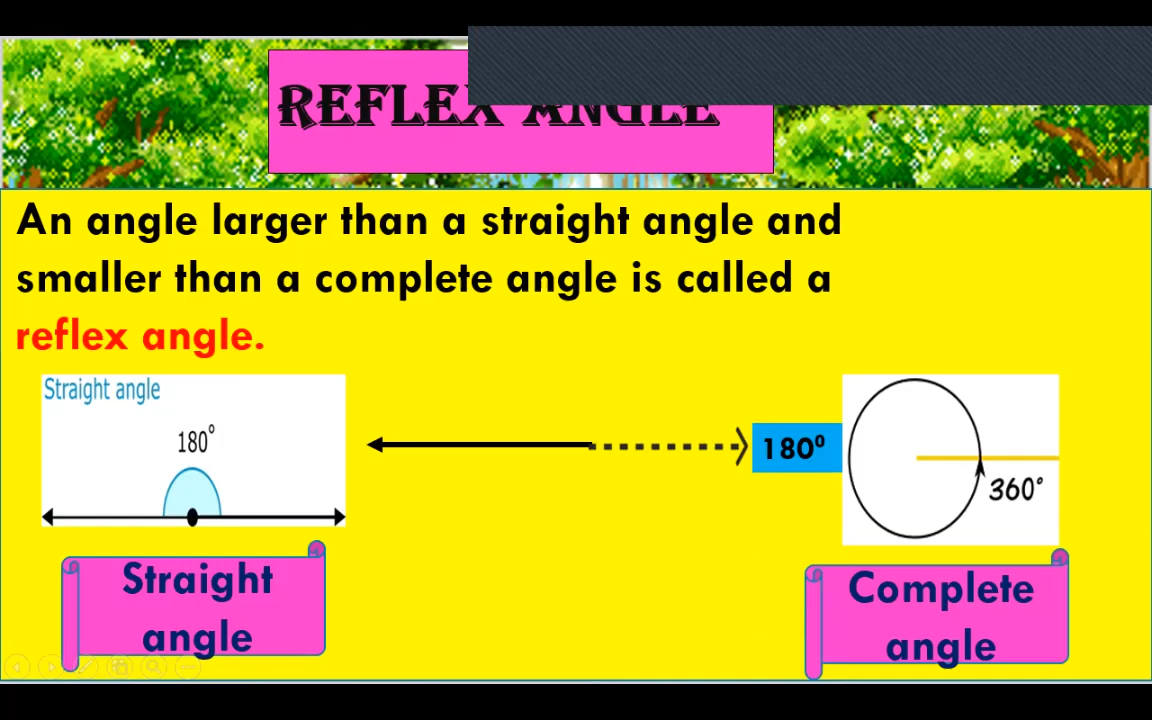 REFLEX ANGLE
An angle larger than a straight angle and
smaller than a complete angle is called a
reflex angle.
Straight angle
180°
180⁰
360°
Straight
angle
Complete
angle